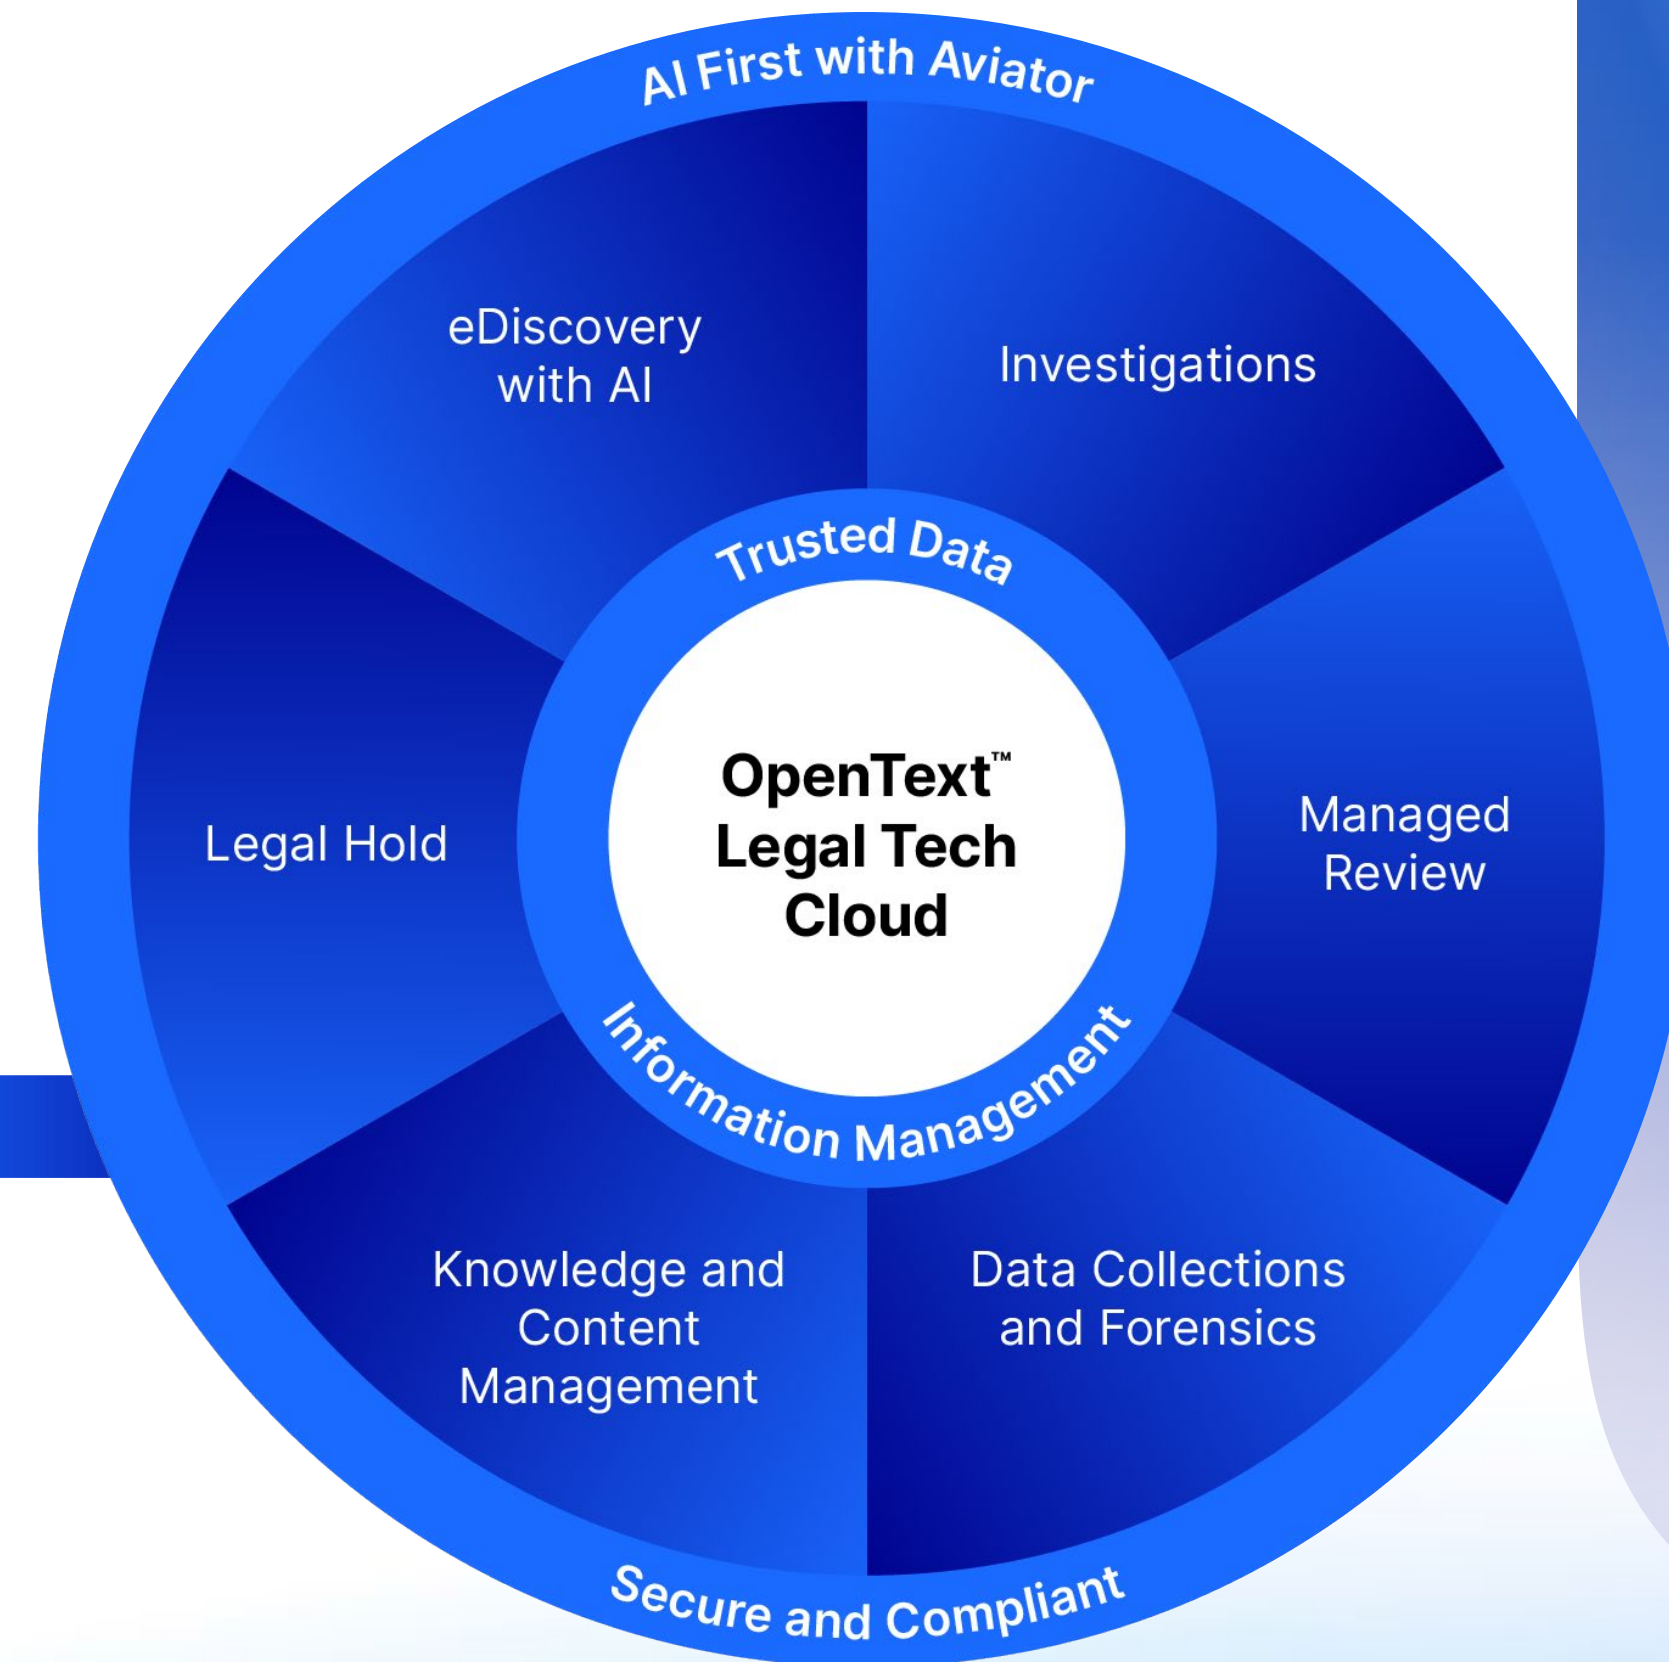 AI First with Aviator
eDiscovery
with AI
Investigations
Trusted Data
OpenText™
Legal Tech
Cloud
Legal Hold
Managed
Review
Information Management
Knowledge and
Content
Management
Data Collections
and Forensics
Secure and Compliant